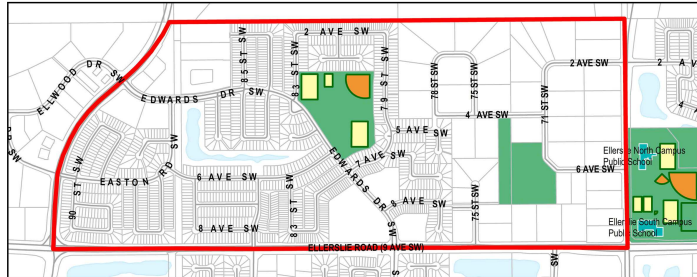 2 AVE SW
ELLWOOD DR SW
85 ST SW
83 ST SW
EDWARDS DR SW
79 ST SW
78 ST SW
75 ST SW
2 AVE SW
2 AV
71 ST SW
4 AVE SW
4 A
5 AVE SW
Ellerslie North Campus
Public School
7 AVE SW
EASTON RD SW
6 AVE SW
6 AVE SW
EDWARDS DR SW
90 ST SW
83 ST SW
8 AVE SW
75 ST SW
8 AVE SW
Ellerslie South Campus
Public School
ELLERSLIE ROAD (9 AVE SW)
SW